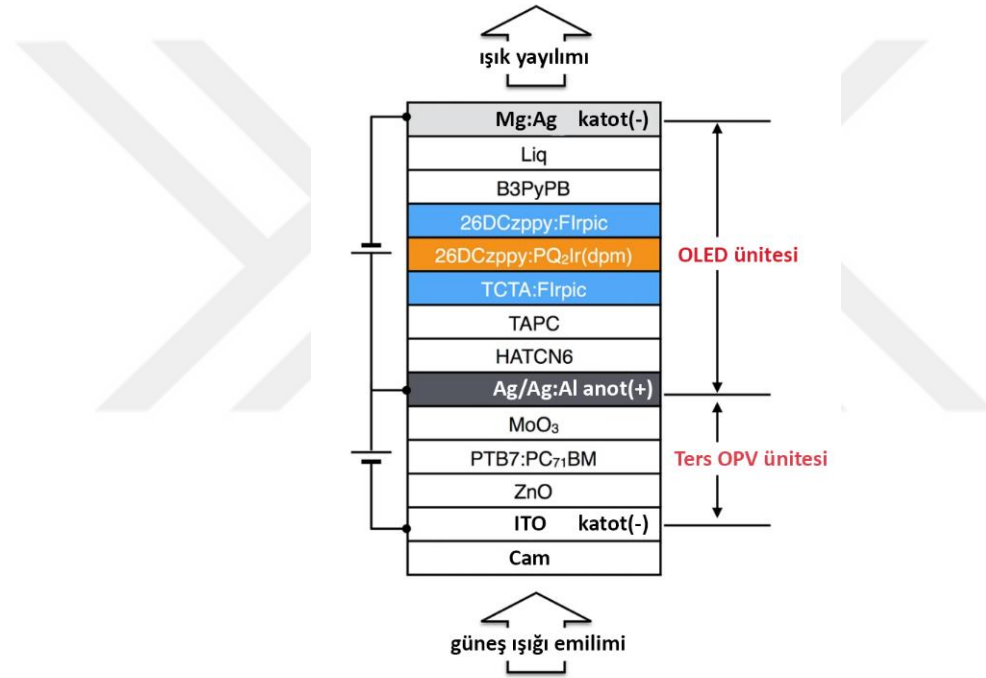 ışık yayılımı
Mg:Ag katot(-)
Liq
B3PyPB
26DCzppy:FIrpic
26DCzppy:PQ₂Ir(dpm)
OLED ünitesi
TCTA:FIrpic
TAPC
HATCN6
Ag/Ag:Al anot(+)
MoO₃
PTB7:PC₇₁BM
Ters OPV ünitesi
ZnO
ITO katot(-)
Cam
güneş ışığı emilimi